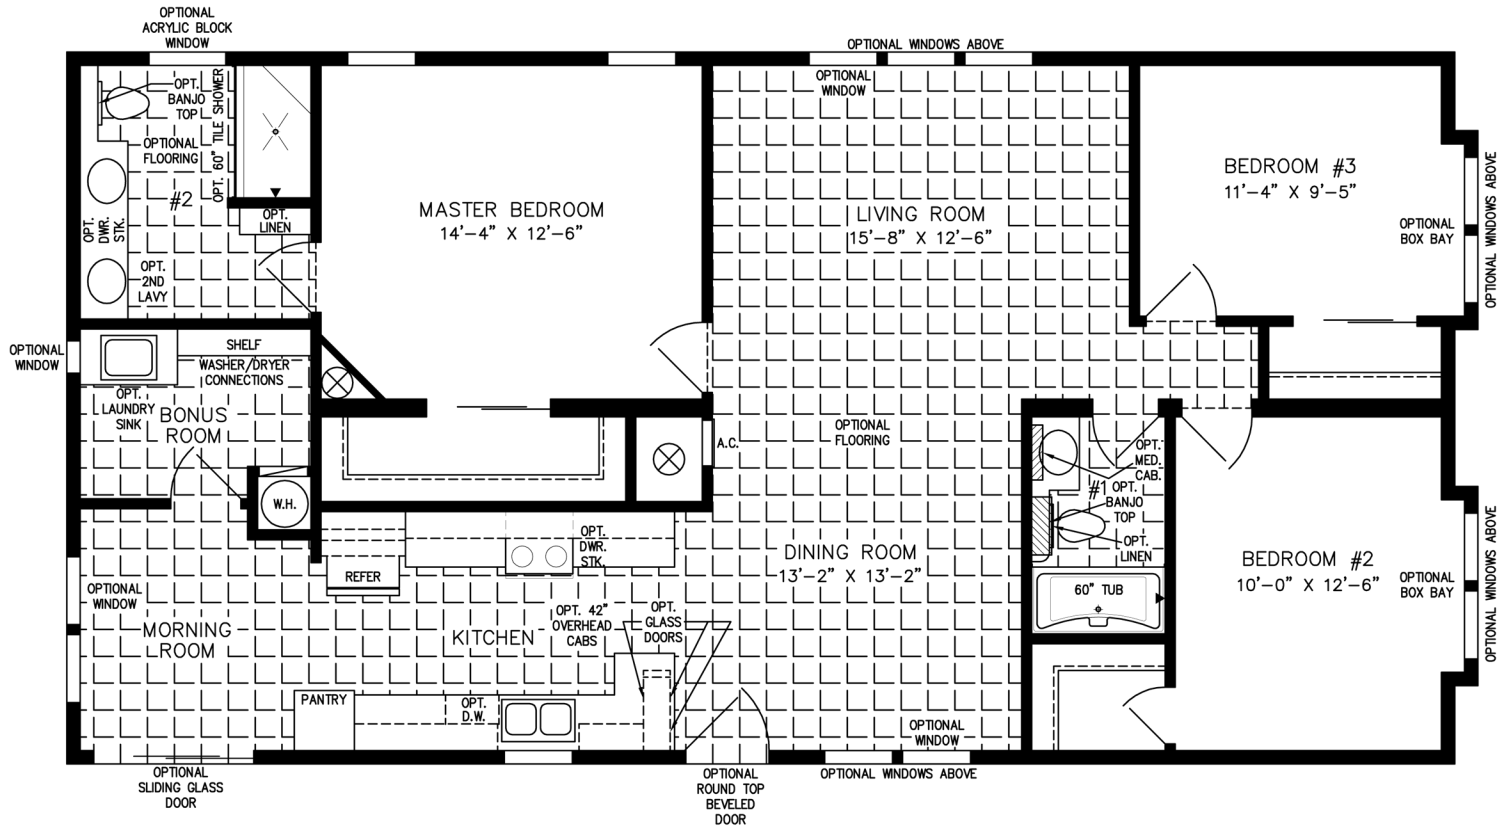 OPTIONAL
ACRYLIC BLOCK
WINDOW
OPTIONAL WINDOWS ABOVE
OPTIONAL
WINDOW
OPT.
BANJO
TOP
OPT. 60" TILE SHOWER
OPTIONAL
FLOORING
#2
OPT.
DWR.
STK.
OPT.
LINEN
OPT.
2ND
LAVY
MASTER BEDROOM
14'-4" X 12'-6"
LIVING ROOM
15'-8" X 12'-6"
BEDROOM #3
11'-4" X 9'-5"
OPTIONAL
BOX BAY
OPTIONAL WINDOWS ABOVE
OPTIONAL
WINDOW
SHELF
WASHER/DRYER
CONNECTIONS
OPT.
LAUNDRY
SINK
BONUS
ROOM
W.H.
A.C.
OPTIONAL
FLOORING
OPT.
MED.
CAB.
#1
OPT.
BANJO
TOP
OPT.
LINEN
60" TUB
BEDROOM #2
10'-0" X 12'-6"
OPTIONAL
BOX BAY
OPTIONAL WINDOWS ABOVE
DINING ROOM
13'-2" X 13'-2"
OPT.
DWR.
STK.
REFER
OPTIONAL
WINDOW
MORNING
ROOM
KITCHEN
OPT. 42"
OVERHEAD
CABS
OPT.
GLASS
DOORS
PANTRY
OPT.
D.W.
OPTIONAL
WINDOW
OPTIONAL
SLIDING GLASS
DOOR
OPTIONAL
ROUND TOP
BEVELED
DOOR
OPTIONAL WINDOWS ABOVE